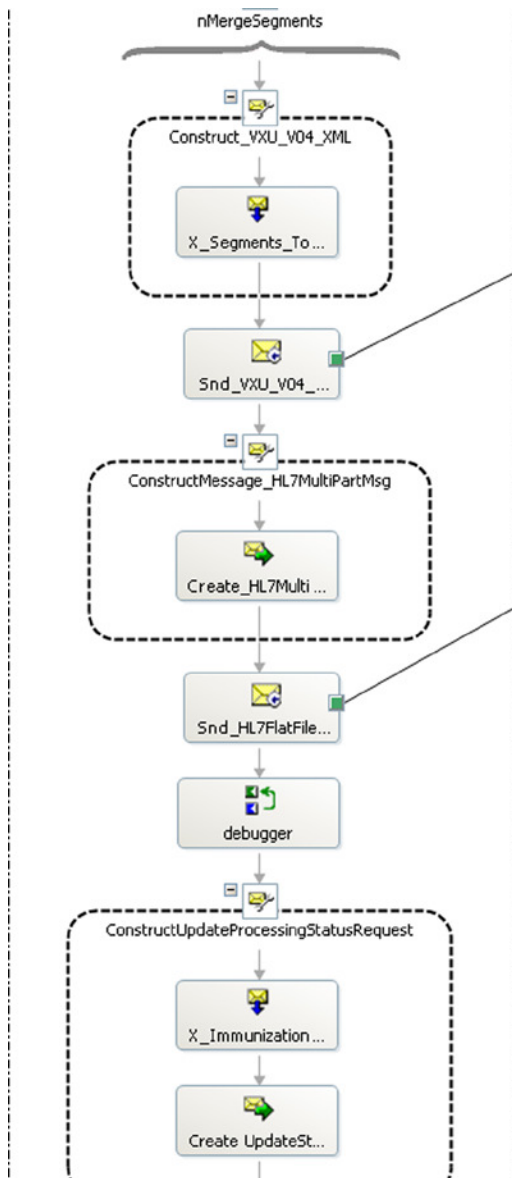 nMergeSegments
Construct_VXU_V04_XML
X_Segments_To...
Snd_VXU_V04_...
ConstructMessage_HL7MultiPartMsg
Create_HL7Multi...
Snd_HL7FlatFile...
debugger
ConstructUpdateProcessingStatusRequest
X_Immunization...
Create UpdateSt...